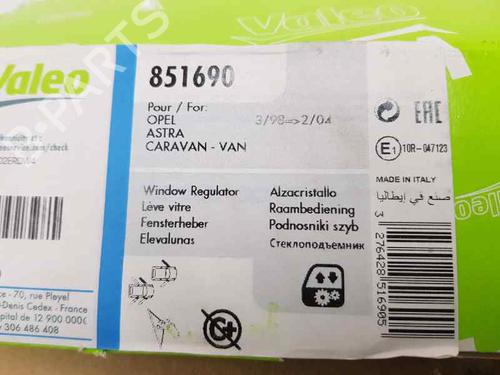 Valeo
851690
Pour / For:
OPEL 3/98=>2/04
ASTRA
CARAVAN - VAN
EAC
E1 10R - 047123
MADE IN ITALY
صنع في إيطاليا
Window Regulator
Lève vitre
Fensterheber
Elevalunas
Alzacristallo
Raambediening
Podnosniki szyb
Стеклоподъемник
3 276428 516905
- 70, rue Pleyel
-Denis Cedex - France
pital de 12 900 000€
y 306 486 408
C+
PARTS